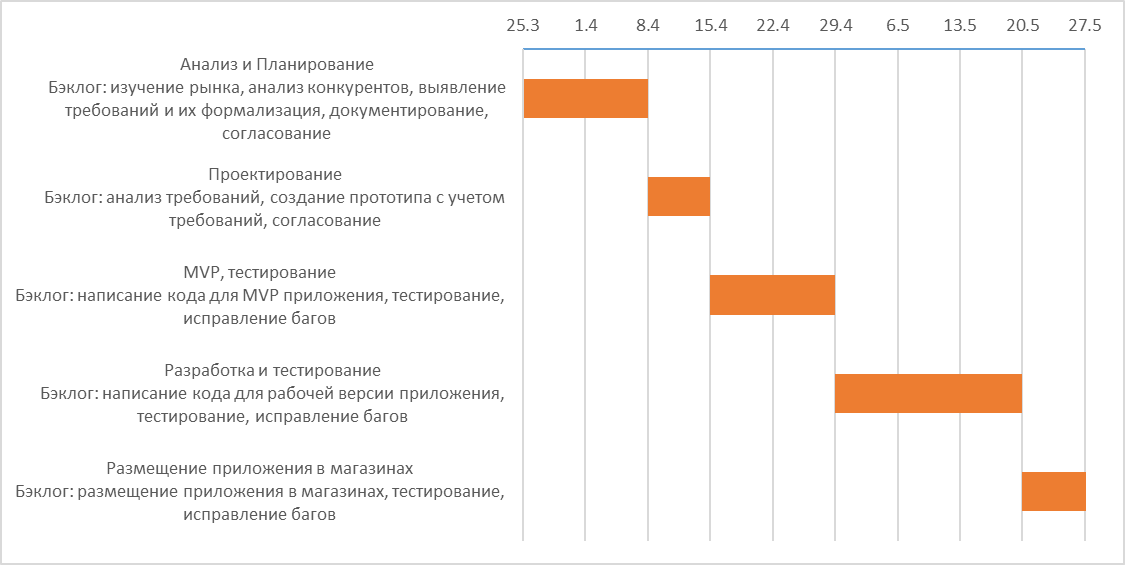 25.3 1.4 8.4 15.4 22.4 29.4 6.5 13.5 20.5 27.5
Анализ и Планирование
Бэклог: изучение рынка, анализ конкурентов, выявление
требований и их формализация, документирование,
согласование
Проектирование
Бэклог: анализ требований, создание прототипа с учетом
требований, согласование
MVP, тестирование
Бэклог: написание кода для MVP приложения, тестирование,
исправление багов
Разработка и тестирование
Бэклог: написание кода для рабочей версии приложения,
тестирование, исправление багов
Размещение приложения в магазинах
Бэклог: размещение приложения в магазинах, тестирование,
исправление багов